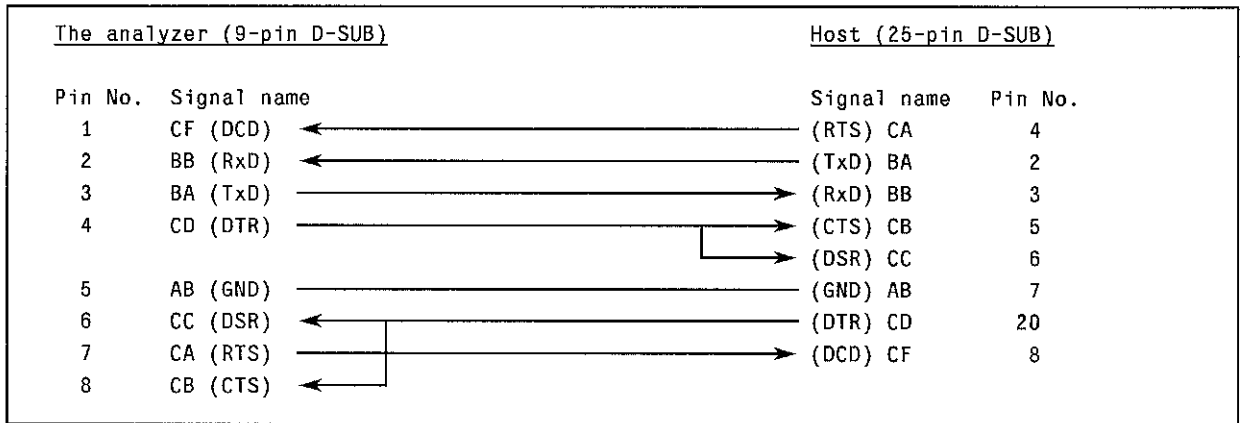 The analyzer (9-pin D-SUB) Host (25-pin D-SUB)
Pin No. Signal name Signal name Pin No.
1 CF (DCD) (RTS) CA 4
2 BB (RxD) (TxD) BA 2
3 BA (TxD) (RxD) BB 3
4 CD (DTR) (CTS) CB 5
(DSR) CC 6
5 AB (GND) (GND) AB 7
6 CC (DSR) (DTR) CD 20
7 CA (RTS) (DCD) CF 8
8 CB (CTS)